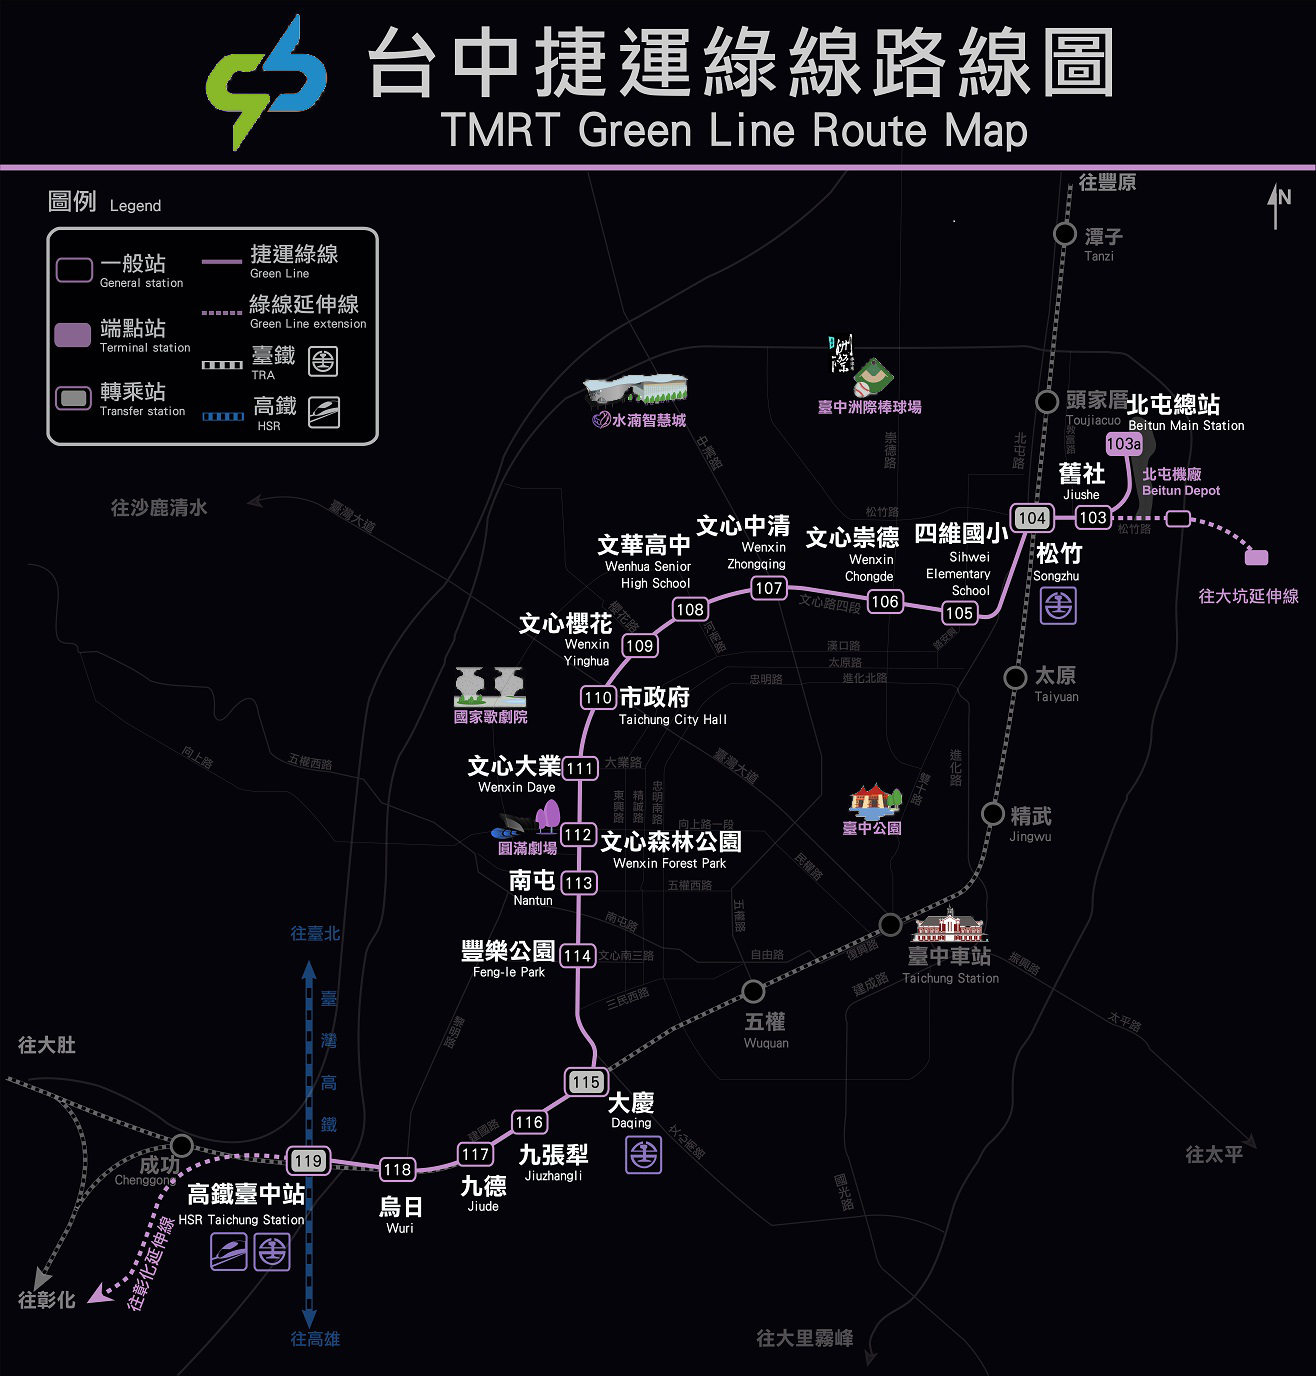 台中捷運綠線路線圖
TMRT Green Line Route Map
圖例 Legend
一般站
General station
端點站
Terminal station
轉乘站
Transfer station
捷運綠線
Green Line
綠線延伸線
Green Line extension
臺鐵
TRA
高鐵
HSR
N
往豐原
潭子
Tanzi
頭家厝
Toujiacuo
北屯總站
Beitun Main Station
103a
北屯機廠
Beitun Depot
舊社
Jiushe
103
104
松竹
Songzhu
往大坑延伸線
水湳智慧城
臺中洲際棒球場
崇德路
北屯路
松竹路
松竹路
往沙鹿清水
臺灣大道
四維國小
Sihwei
Elementary
School
105
文心崇德
Wenxin
Chongde
106
文心中清
Wenxin
Zhongqing
107
文華高中
Wenhua Senior
High School
108
文心路四段
櫻花路
文心櫻花
Wenxin
Yinghua
109
漢口路
太原路
忠明路
進化北路
110
市政府
Taichung City Hall
國家歌劇院
太原
Taiyuan
向上路
五權西路
文心大業
Wenxin Daye
111
大業路
臺灣大道
進化路
東興路
精誠路
忠明南路
圓滿劇場
112
文心森林公園
Wenxin Forest Park
向上路一段
臺中公園
精武
Jingwu
民權路
南屯
Nantun
113
五權西路
五權路
南屯路
豐樂公園
Feng-le Park
114
文心南三路
自由路
復興路
臺中車站
Taichung Station
建成路
振興路
三民西路
五權
Wuquan
太平路
往臺北
臺灣高鐵
往大肚
115
大慶
Daqing
116
九張犁
Jiuzhangli
建國路
117
九德
Jiude
118
烏日
Wuri
119
高鐵臺中站
HSR Taichung Station
成功
Chenggong
往太平
國光路
往彰化延伸線
往彰化
往高雄
往大里霧峰